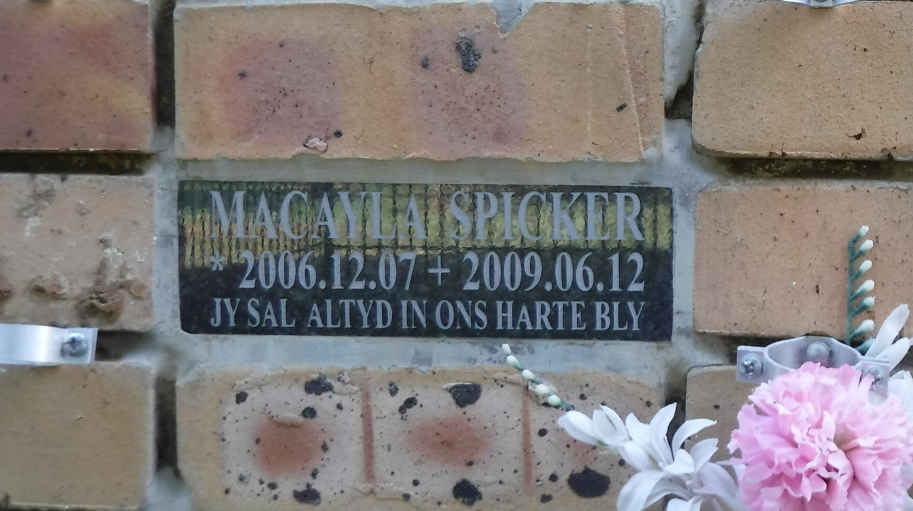 MACAYLA SPICKER
* 2006.12.07 + 2009.06.12
JY SAL ALTYD IN ONS HARTE BLY